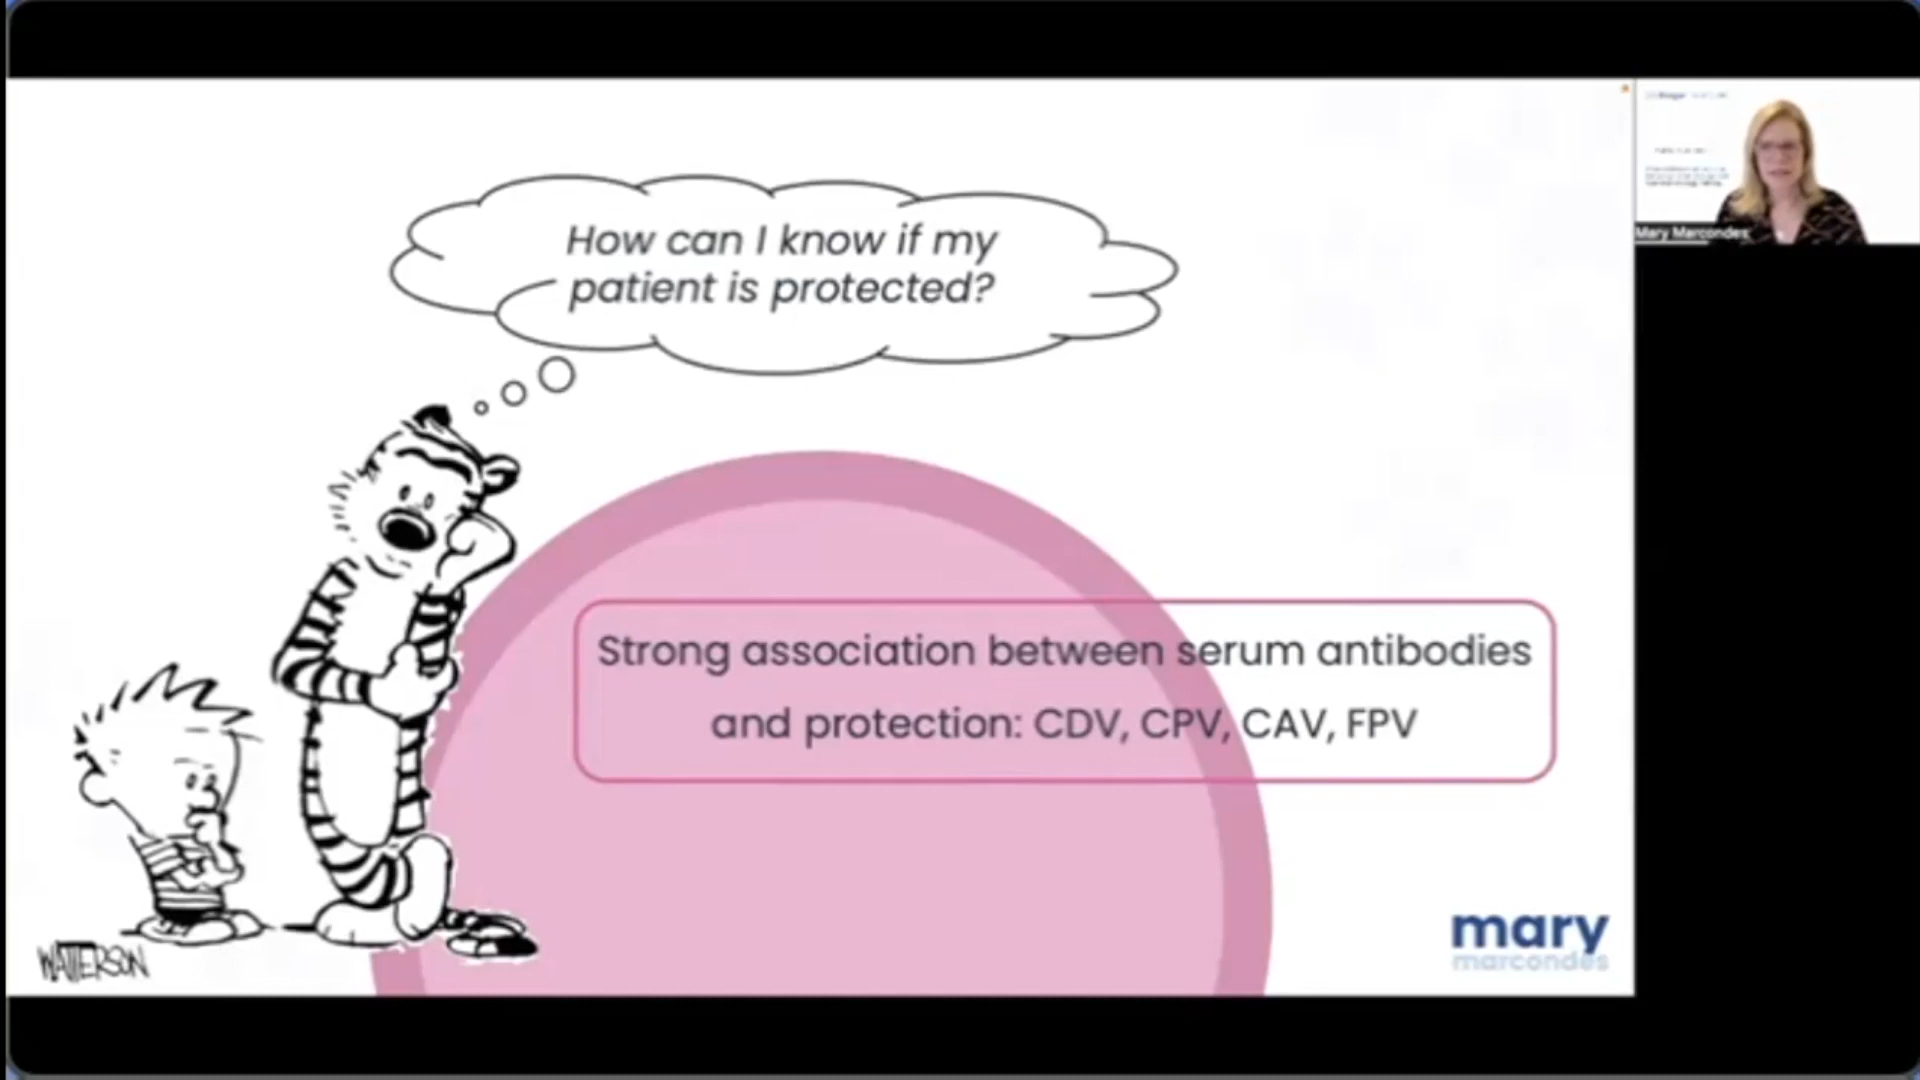 How can I know if my
patient is protected?
Strong association between serum antibodies
and protection: CDV, CPV, CAV, FPV
WATTERSON
mary
marcondes
Mary Marcondes